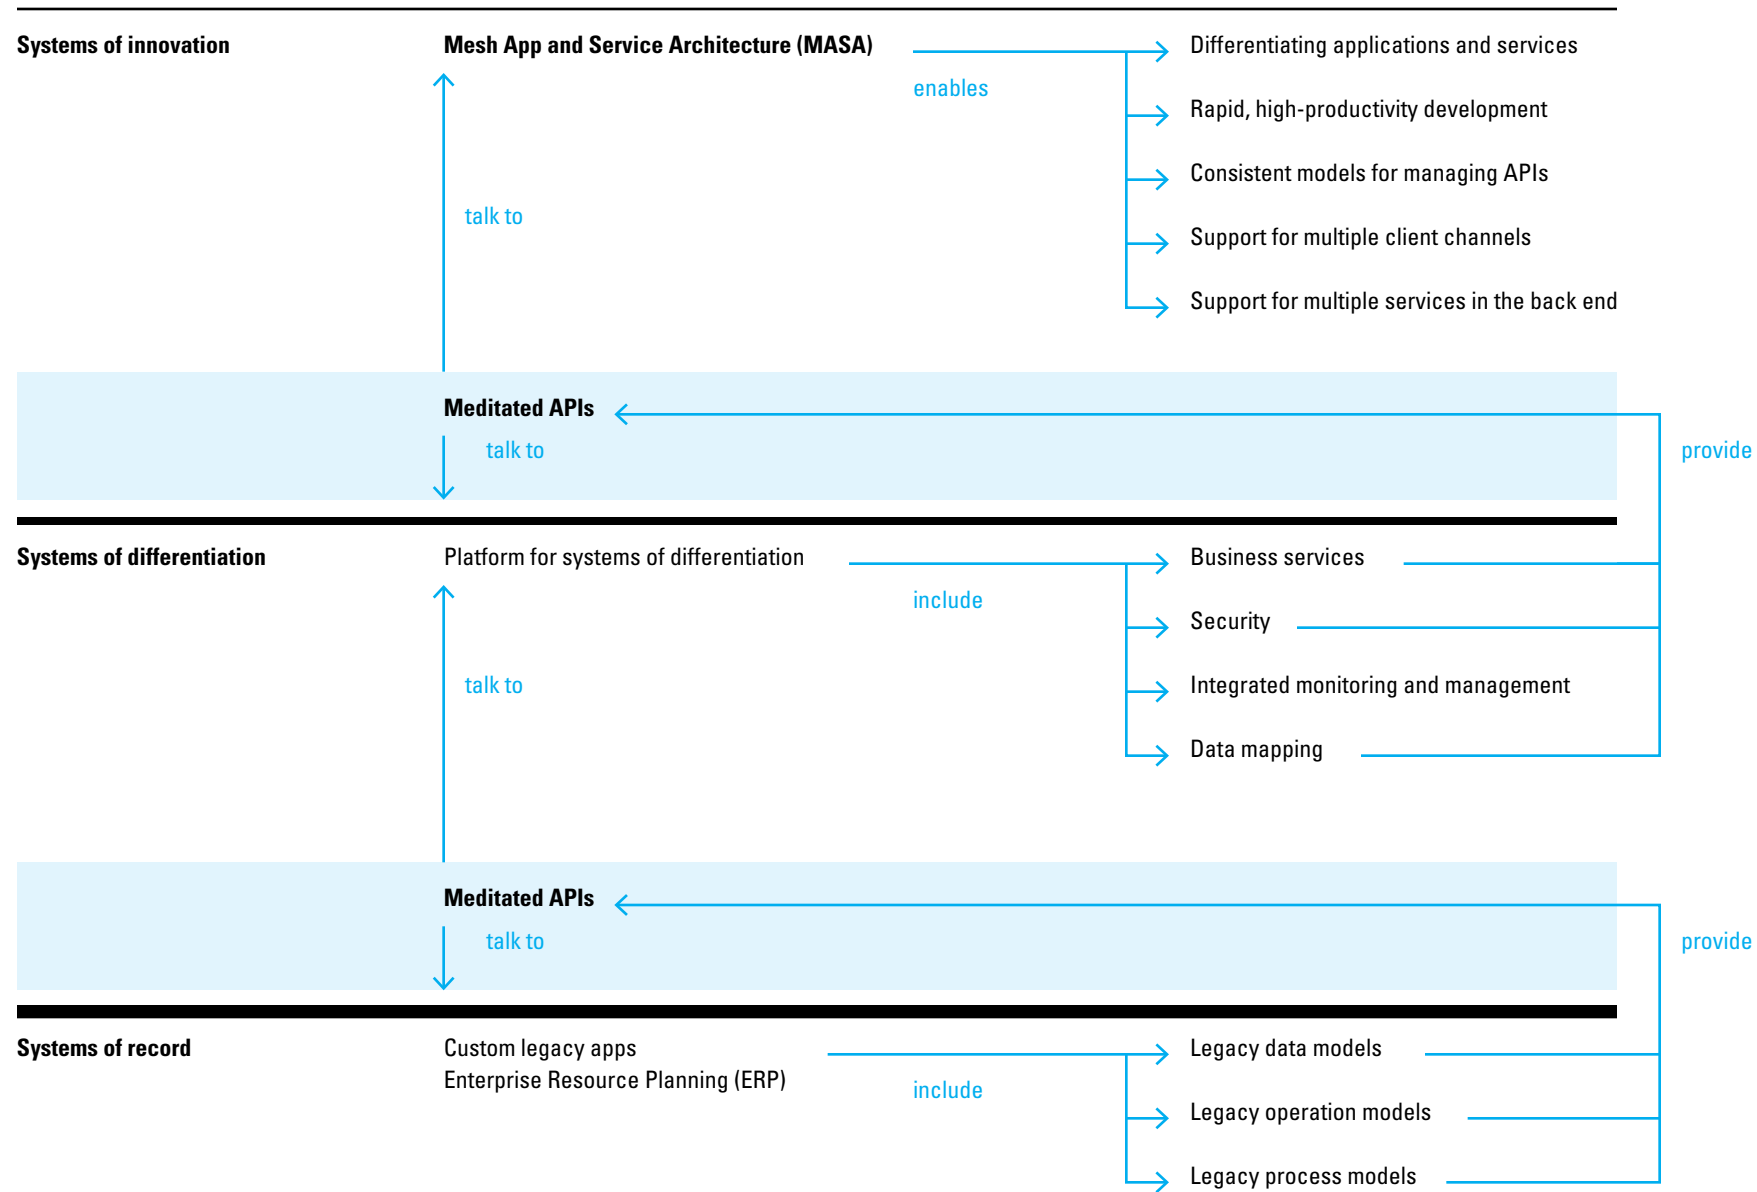 Systems of innovation
Mesh App and Service Architecture (MASA)
enables
Differentiating applications and services
Rapid, high-productivity development
Consistent models for managing APIs
Support for multiple client channels
Support for multiple services in the back end
talk to
Meditated APIs
talk to
provide
Systems of differentiation
Platform for systems of differentiation
include
Business services
Security
Integrated monitoring and management
Data mapping
talk to
Meditated APIs
talk to
provide
Systems of record
Custom legacy apps
Enterprise Resource Planning (ERP)
include
Legacy data models
Legacy operation models
Legacy process models